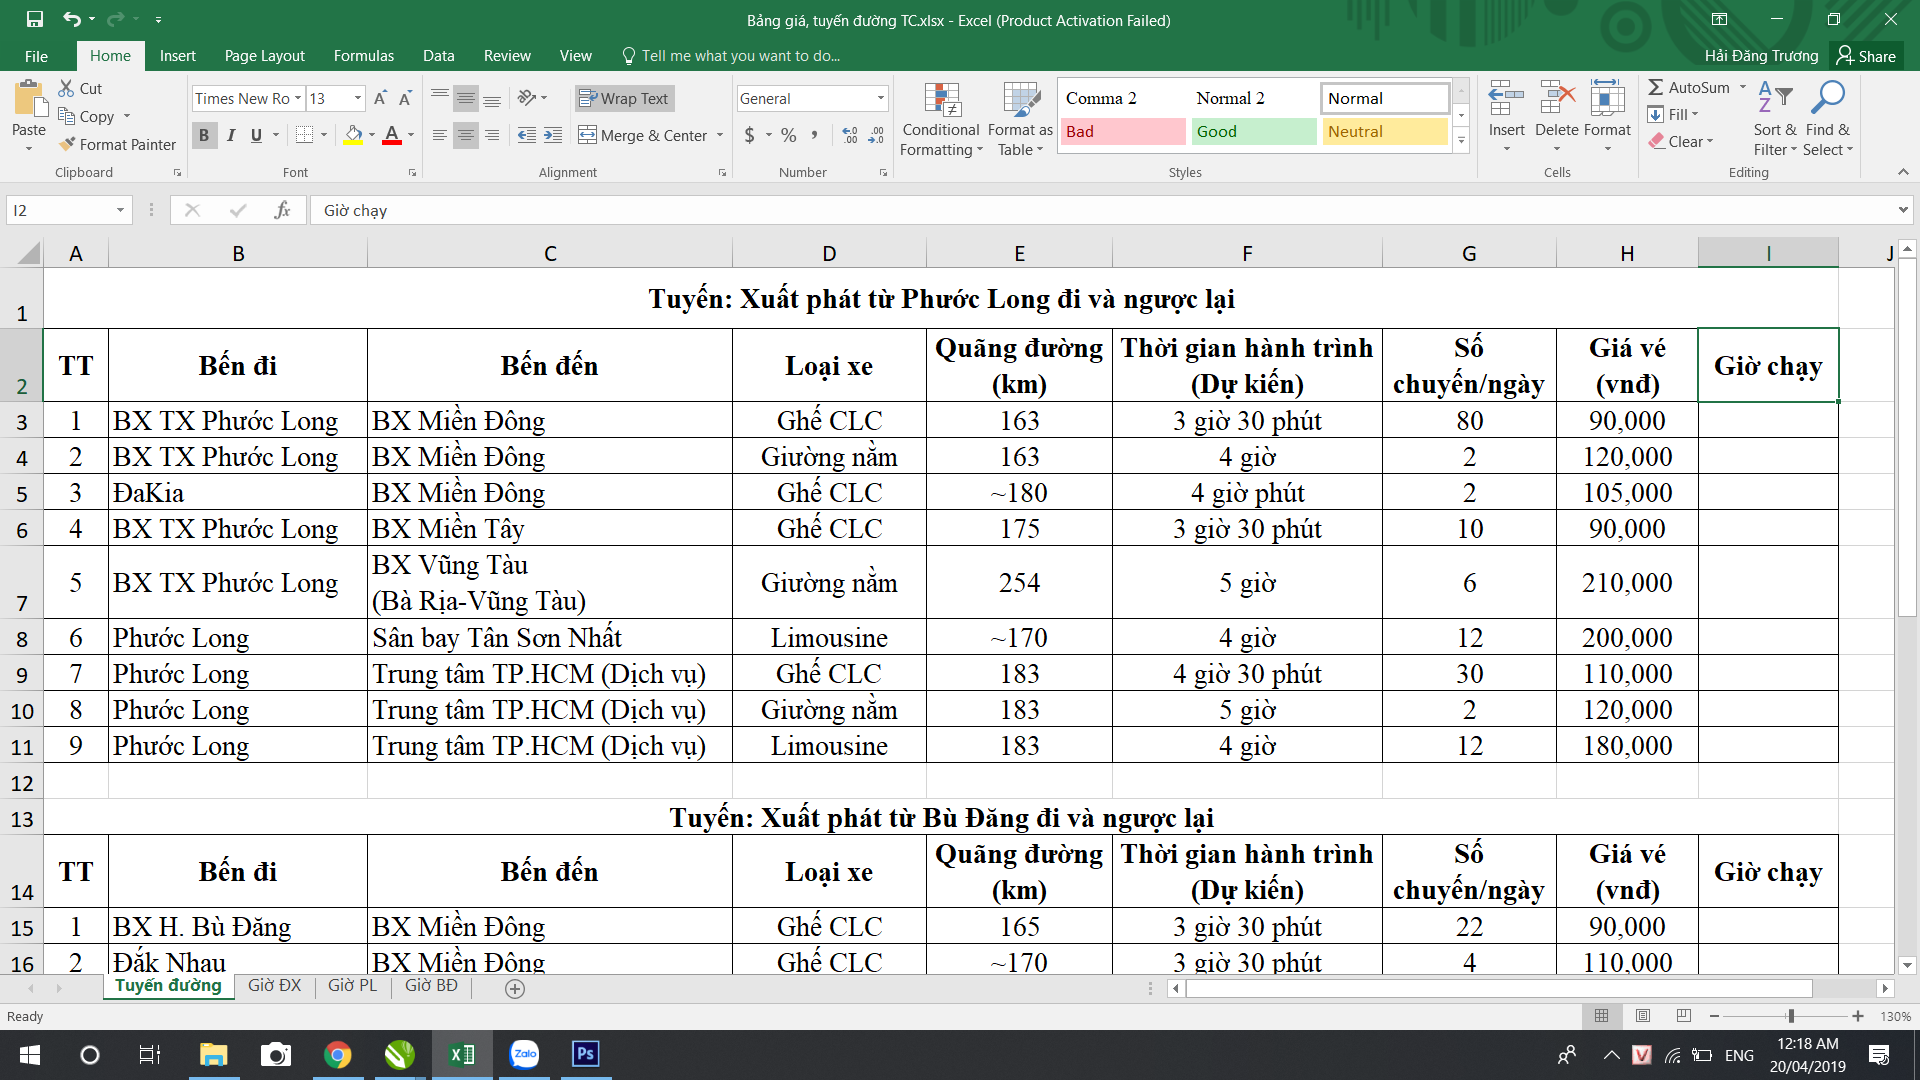 Bảng giá, tuyến đường TC.xlsx - Excel (Product Activation Failed)
File Home Insert Page Layout Formulas Data Review View Tell me what you want to do... Hải Đăng Trương Share
Paste Cut
Copy
Format Painter
Clipboard
Times New Ro 13
B I U A
Font
Wrap Text
Merge & Center
Alignment
General
$ % ,
Number
Conditional Formatting
Format as Table
Comma 2 Normal 2 Normal
Bad Good Neutral
Styles
Insert Delete Format
Cells
AutoSum
Fill
Clear
Sort & Filter
Find & Select
Editing
I2 fx Giờ chạy
A B C D E F G H I J
1 Tuyến: Xuất phát từ Phước Long đi và ngược lại
2 TT Bến đi Bến đến Loại xe Quãng đường (km) Thời gian hành trình (Dự kiến) Số chuyến/ngày Giá vé (vnđ) Giờ chạy
3 1 BX TX Phước Long BX Miền Đông Ghế CLC 163 3 giờ 30 phút 80 90,000
4 2 BX TX Phước Long BX Miền Đông Giường nằm 163 4 giờ 2 120,000
5 3 ĐaKia BX Miền Đông Ghế CLC ~180 4 giờ phút 2 105,000
6 4 BX TX Phước Long BX Miền Tây Ghế CLC 175 3 giờ 30 phút 10 90,000
7 5 BX TX Phước Long BX Vũng Tàu (Bà Rịa-Vũng Tàu) Giường nằm 254 5 giờ 6 210,000
8 6 Phước Long Sân bay Tân Sơn Nhất Limousine ~170 4 giờ 12 200,000
9 7 Phước Long Trung tâm TP.HCM (Dịch vụ) Ghế CLC 183 4 giờ 30 phút 30 110,000
10 8 Phước Long Trung tâm TP.HCM (Dịch vụ) Giường nằm 183 5 giờ 2 120,000
11 9 Phước Long Trung tâm TP.HCM (Dịch vụ) Limousine 183 4 giờ 12 180,000
12
13 Tuyến: Xuất phát từ Bù Đăng đi và ngược lại
14 TT Bến đi Bến đến Loại xe Quãng đường (km) Thời gian hành trình (Dự kiến) Số chuyến/ngày Giá vé (vnđ) Giờ chạy
15 1 BX H. Bù Đăng BX Miền Đông Ghế CLC 165 3 giờ 30 phút 22 90,000
16 2 Đắk Nhau BX Miền Đông Ghế CLC ~170 3 giờ 30 phút 4 110,000
Tuyến đường Giờ ĐX Giờ PL Giờ BĐ
Ready 130%
Zalo Ps ENG 12:18 AM
20/04/2019